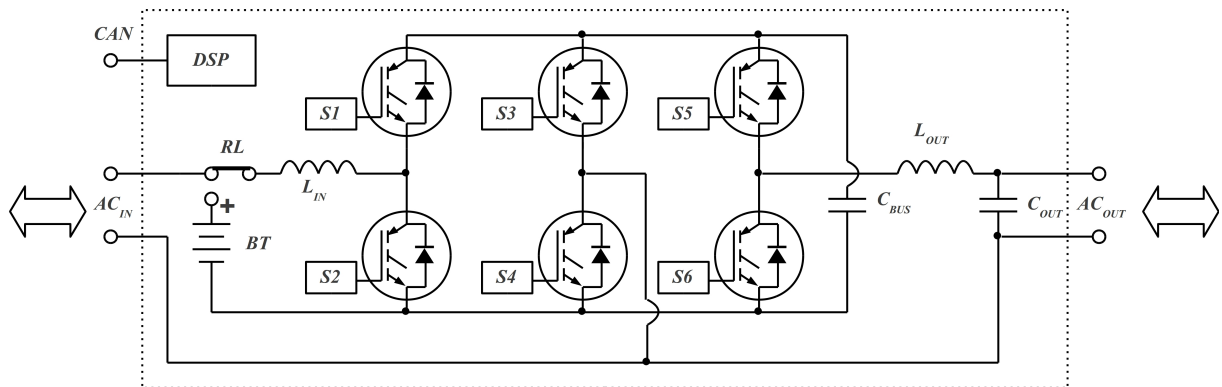 CAN
DSP
S1
S3
S5
RL
L_IN
L_OUT
AC_IN
+
BT
C_BUS
C_OUT
AC_OUT
S2
S4
S6